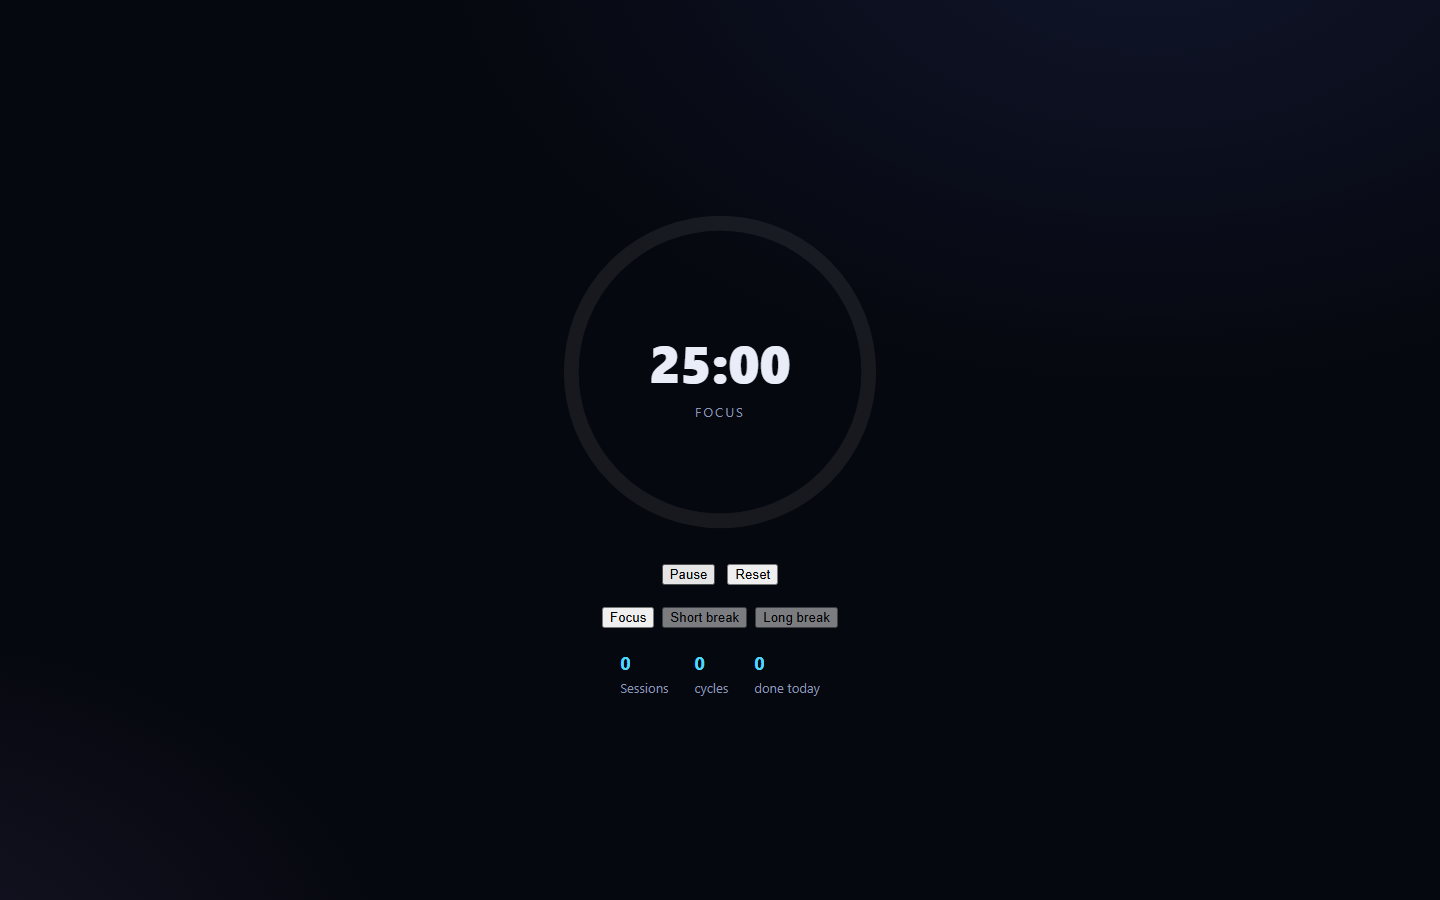 25:00
FOCUS
Pause Reset
Focus Short break Long break
0 0 0
Sessions cycles done today